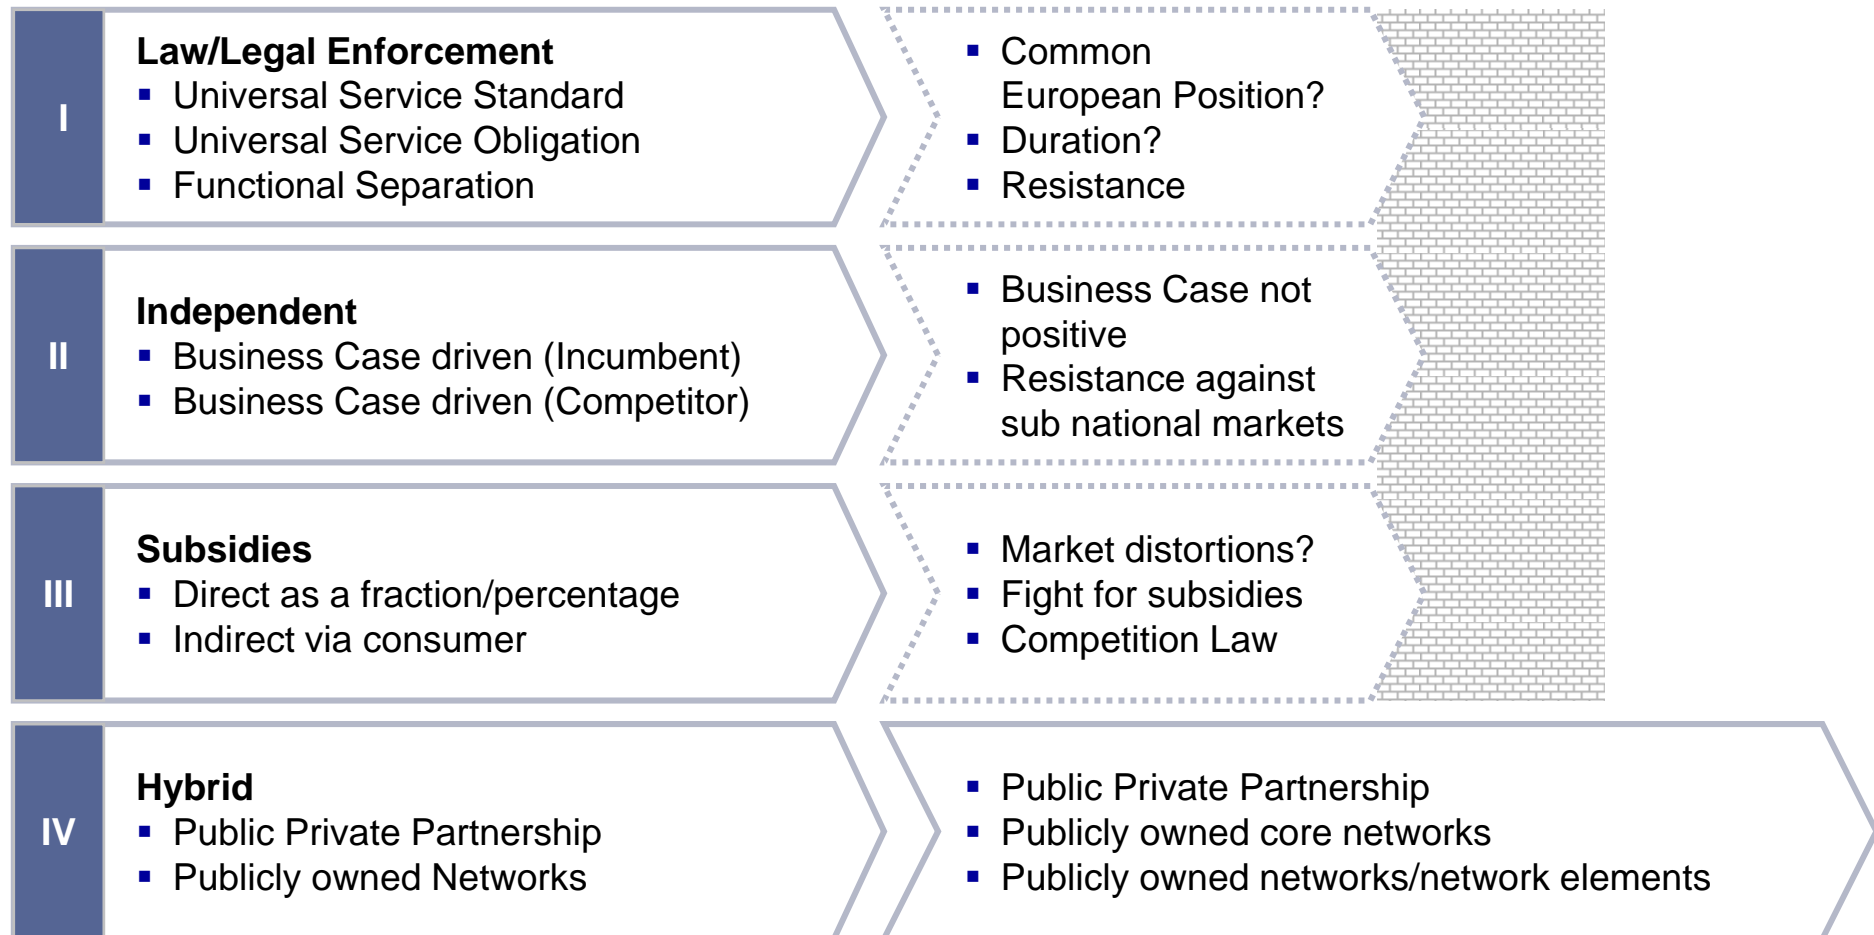 I
Law/Legal Enforcement
▪ Universal Service Standard
▪ Universal Service Obligation
▪ Functional Separation
▪ Common
European Position?
▪ Duration?
▪ Resistance
II
Independent
▪ Business Case driven (Incumbent)
▪ Business Case driven (Competitor)
▪ Business Case not
positive
▪ Resistance against
sub national markets
III
Subsidies
▪ Direct as a fraction/percentage
▪ Indirect via consumer
▪ Market distortions?
▪ Fight for subsidies
▪ Competition Law
IV
Hybrid
▪ Public Private Partnership
▪ Publicly owned Networks
▪ Public Private Partnership
▪ Publicly owned core networks
▪ Publicly owned networks/network elements